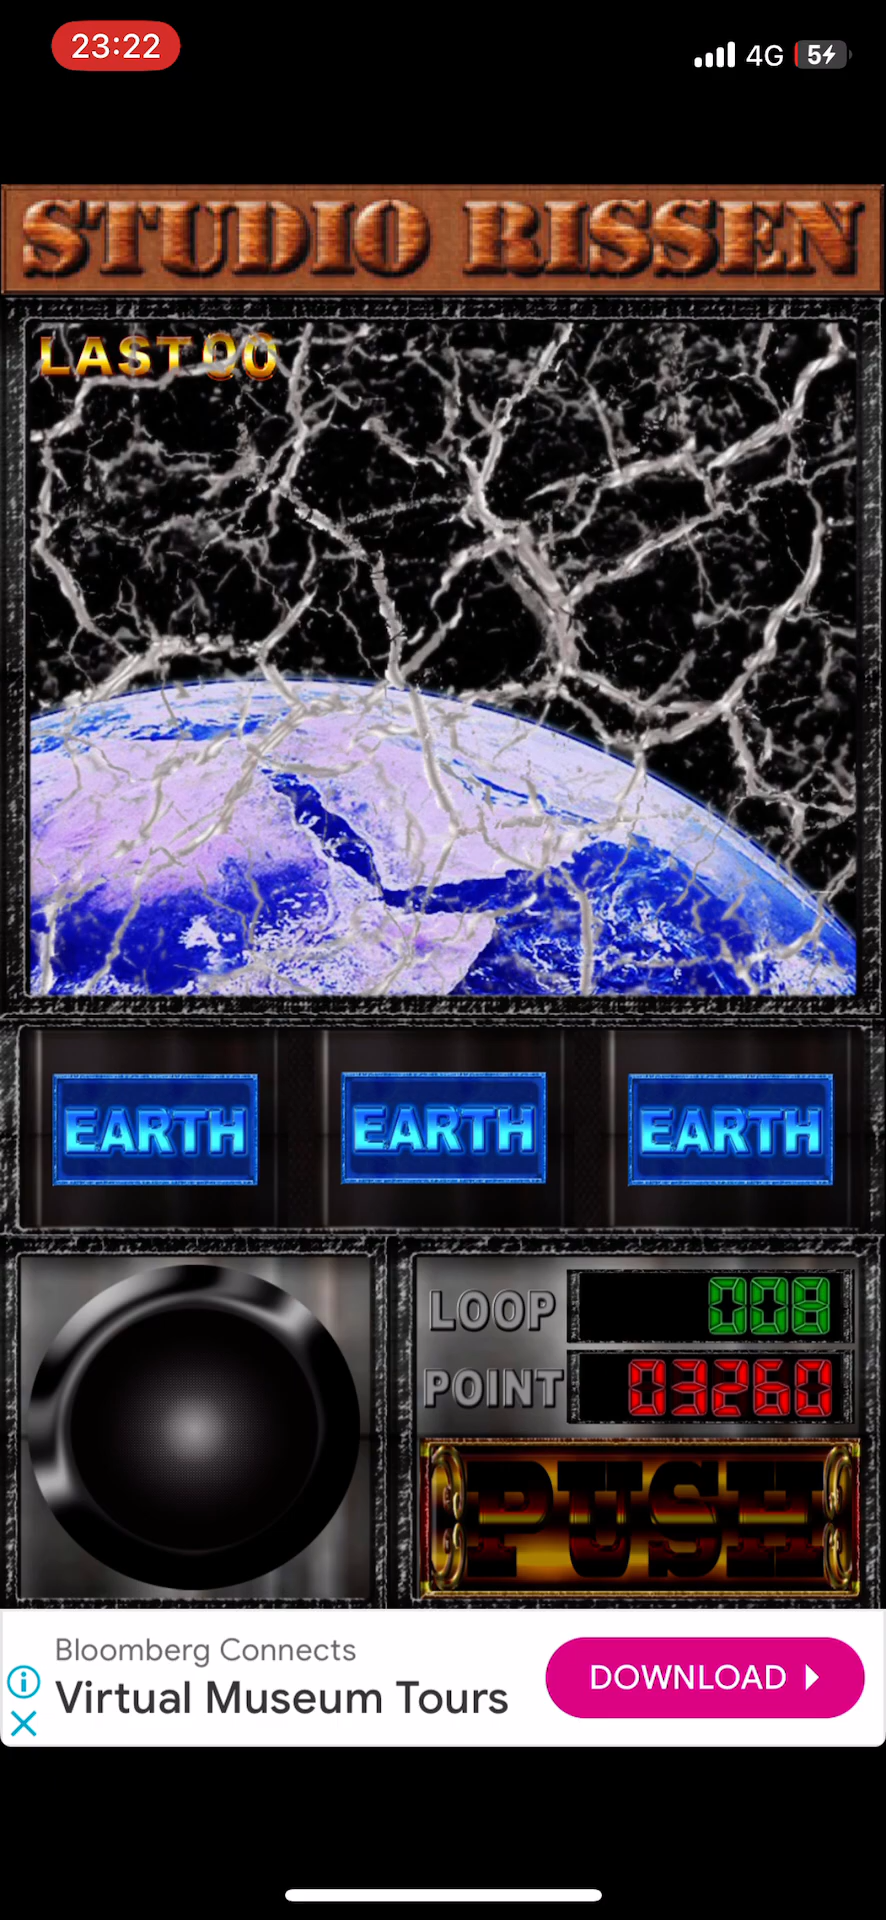 23:22
4G
5
STUDIO RISSEN
LAST 00
EARTH
EARTH
EARTH
LOOP
008
POINT
03260
PUSH
Bloomberg Connects
Virtual Museum Tours
DOWNLOAD